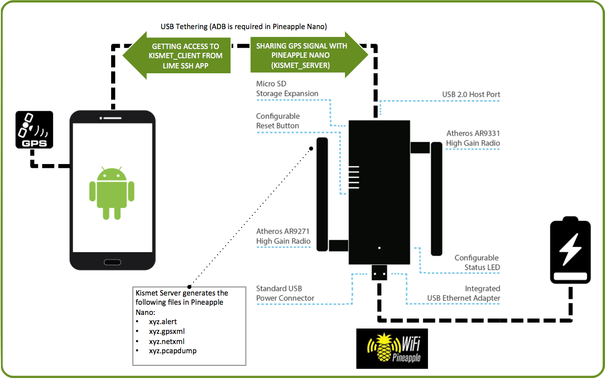 USB Tethering (ADB is required in Pineapple Nano)
GETTING ACCESS TO
KISMET_CLIENT FROM
LIME SSH APP
SHARING GPS SIGNAL WITH
PINEAPPLE NANO
(KISMET_SERVER)
Micro SD
Storage Expansion
USB 2.0 Host Port
Configurable
Reset Button
Atheros AR9331
High Gain Radio
GPS
Atheros AR9271
High Gain Radio
Configurable
Status LED
Standard USB
Power Connector
Integrated
USB Ethernet Adapter
Kismet Server generates the
following files in Pineapple
Nano:
• xyz.alert
• xyz.gpsxml
• xyz.netxml
• xyz.pcapdump
WiFi
Pineapple